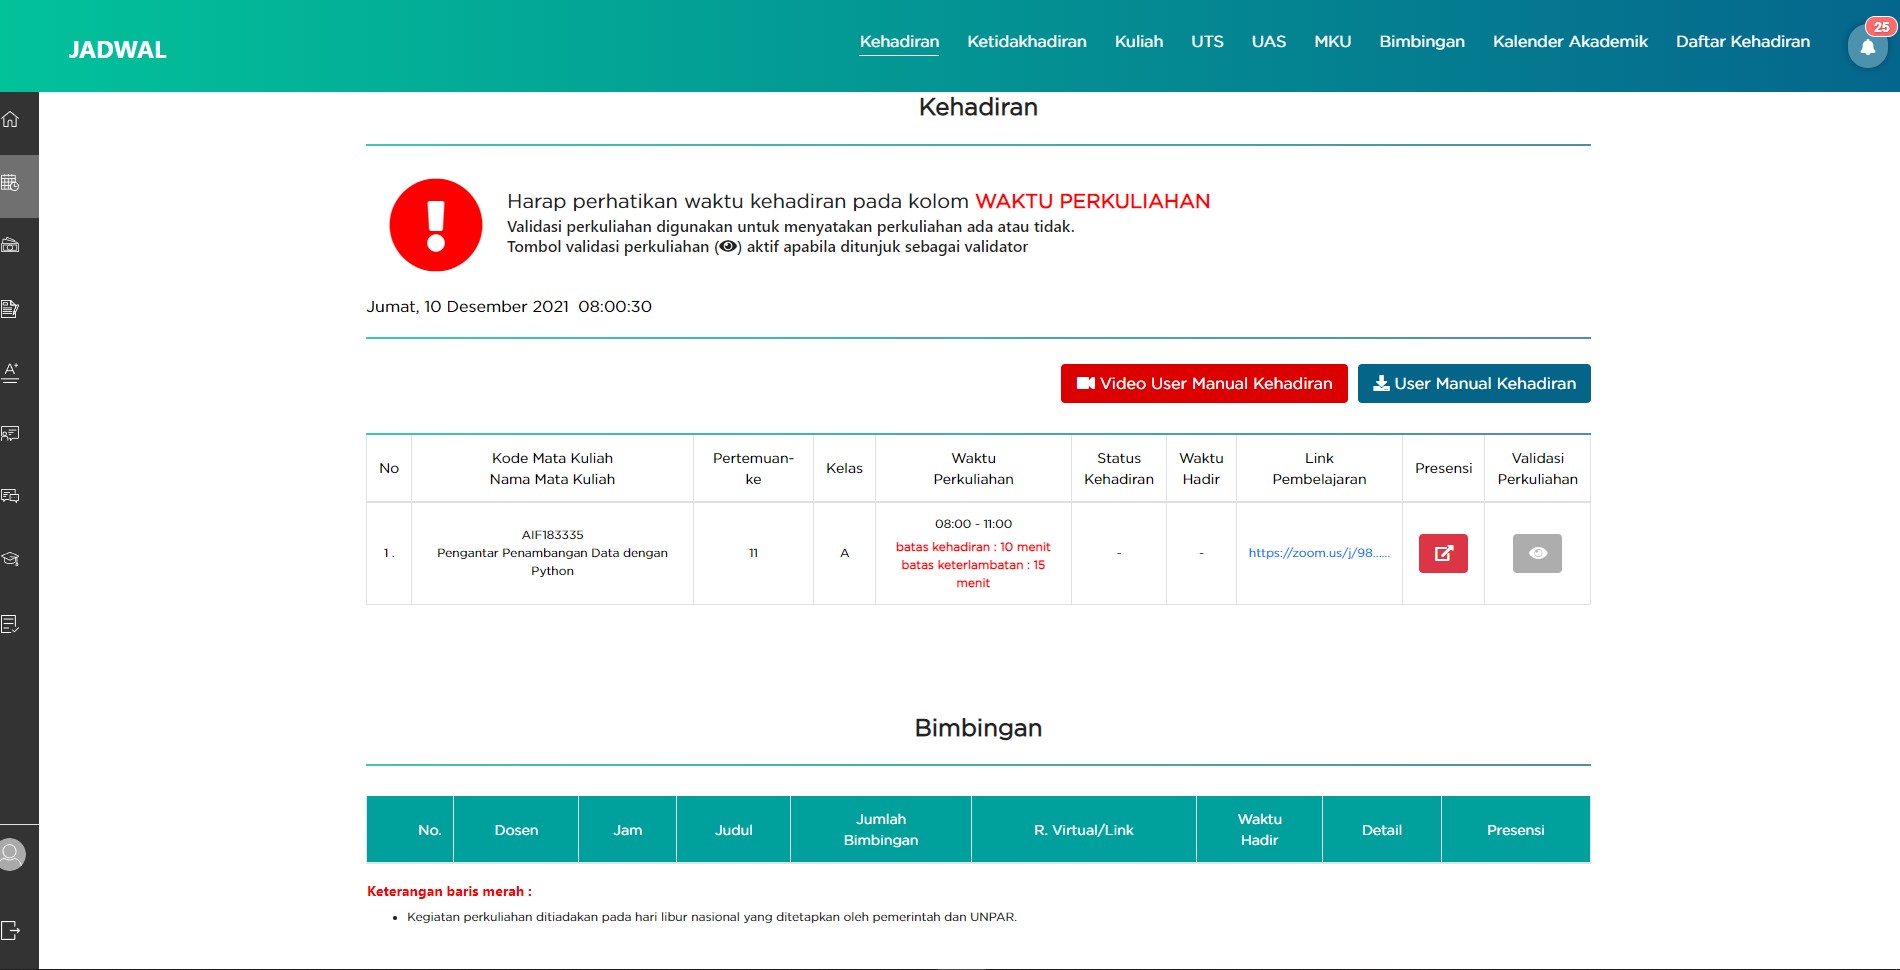 JADWAL
Kehadiran Ketidakhadiran Kuliah UTS UAS MKU Bimbingan Kalender Akademik Daftar Kehadiran
25
Kehadiran
Harap perhatikan waktu kehadiran pada kolom WAKTU PERKULIAHAN
Validasi perkuliahan digunakan untuk menyatakan perkuliahan ada atau tidak.
Tombol validasi perkuliahan () aktif apabila ditunjuk sebagai validator
Jumat, 10 Desember 2021 08:00:30
Video User Manual Kehadiran
User Manual Kehadiran
No
Kode Mata Kuliah
Nama Mata Kuliah
Pertemuan-
ke
Kelas
Waktu
Perkuliahan
Status
Kehadiran
Waktu
Hadir
Link
Pembelajaran
Presensi
Validasi
Perkuliahan
1 .
AIF183335
Pengantar Penambangan Data dengan
Python
11
A
08:00 - 11:00
batas kehadiran : 10 menit
batas keterlambatan : 15
menit
-
-
https://zoom.us/j/98......
Bimbingan
No.
Dosen
Jam
Judul
Jumlah
Bimbingan
R. Virtual/Link
Waktu
Hadir
Detail
Presensi
Keterangan baris merah :
• Kegiatan perkuliahan ditiadakan pada hari libur nasional yang ditetapkan oleh pemerintah dan UNPAR.